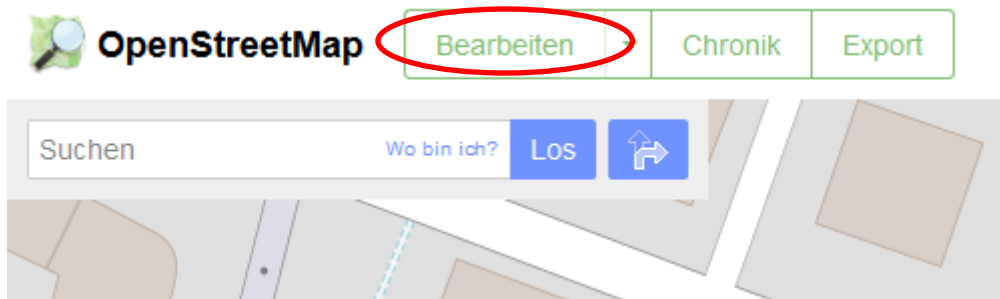 OpenStreetMap Bearbeiten Chronik Export
Suchen Wo bin ich? Los